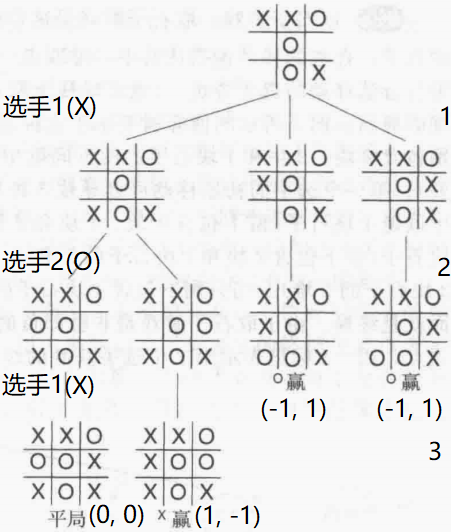 X X O
O
O X
选手1(X)
1
X X O X X O X X O
O X O O X
X O X O X O X
选手2(O)
2
X X O X X O X X O X X O
O O O O X O O X
X O X X O X O O X O O X
选手1(X)
O赢 O赢
(-1, 1) (-1, 1)
3
X X O X X O
O O X X O O
X O X X O X
平局(0, 0) X赢(1, -1)